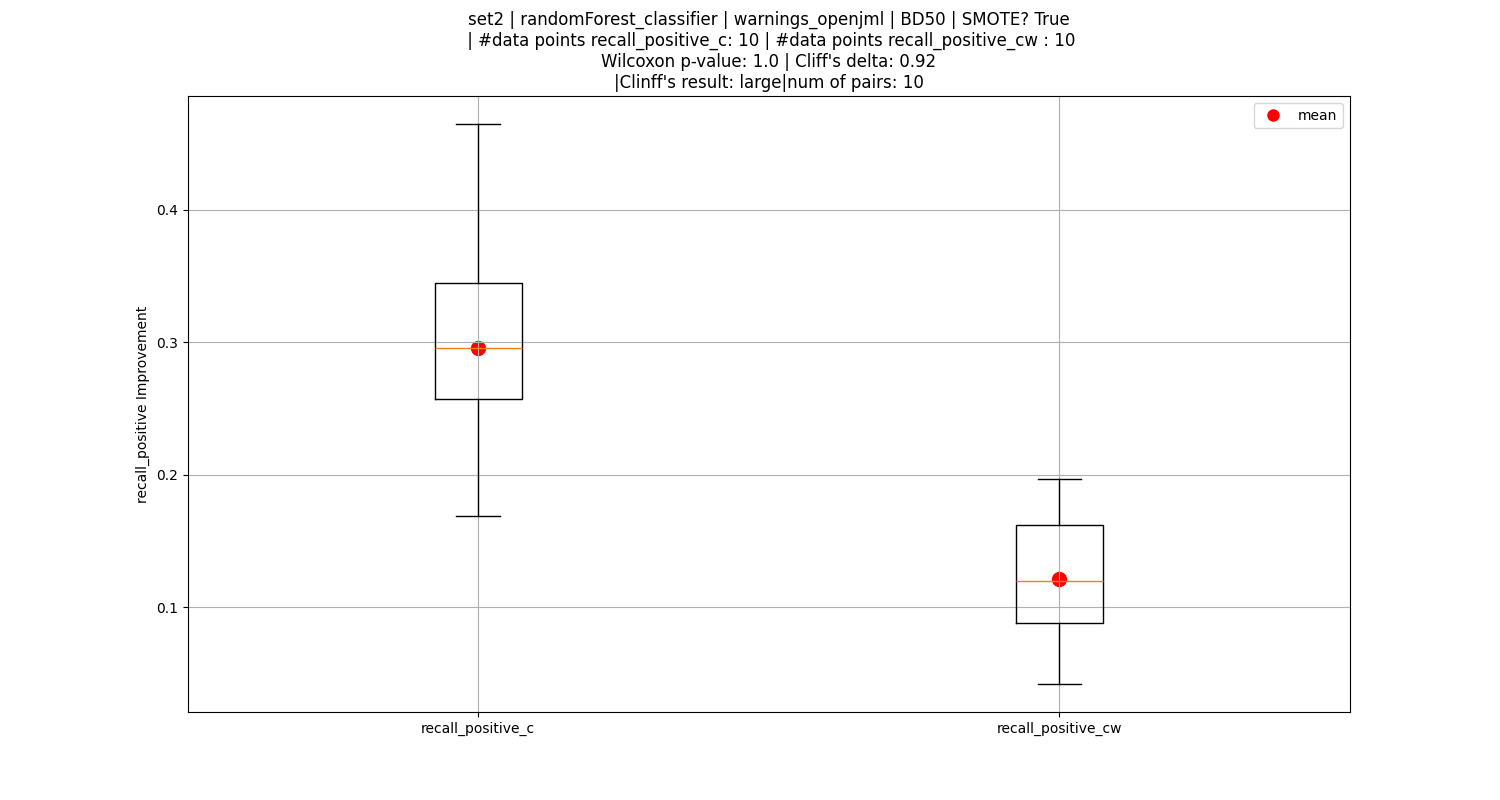 set2 | randomForest_classifier | warnings_openjml | BD50 | SMOTE? True
| #data points recall_positive_c: 10 | #data points recall_positive_cw : 10
Wilcoxon p-value: 1.0 | Cliff's delta: 0.92
|Clinff's result: large|num of pairs: 10
mean
0.4
0.3
0.2
0.1
recall_positive Improvement
recall_positive_c
recall_positive_cw